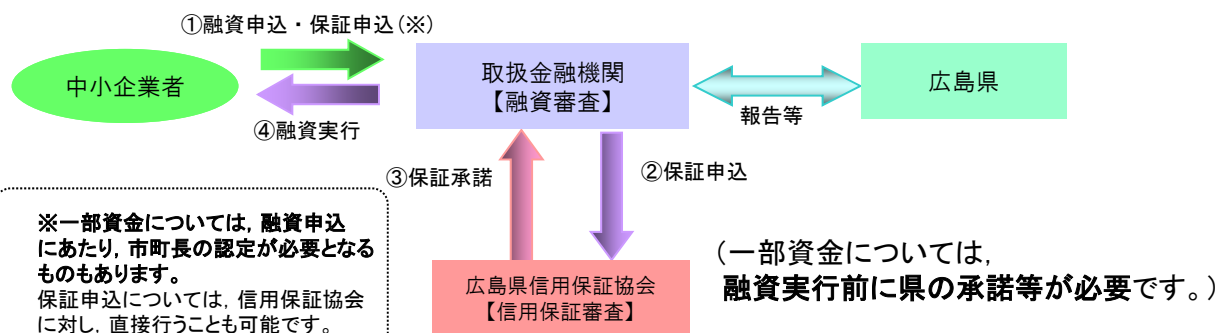 ①融資申込・保証申込(※)
中小企業者
取扱金融機関
【融資審査】
広島県
報告等
④融資実行
③保証承諾
②保証申込
※一部資金については，融資申込
にあたり，市町長の認定が必要となる
ものもあります。
保証申込については，信用保証協会
に対し，直接行うことも可能です。
広島県信用保証協会
【信用保証審査】
（一部資金については，
融資実行前に県の承諾等が必要です。）